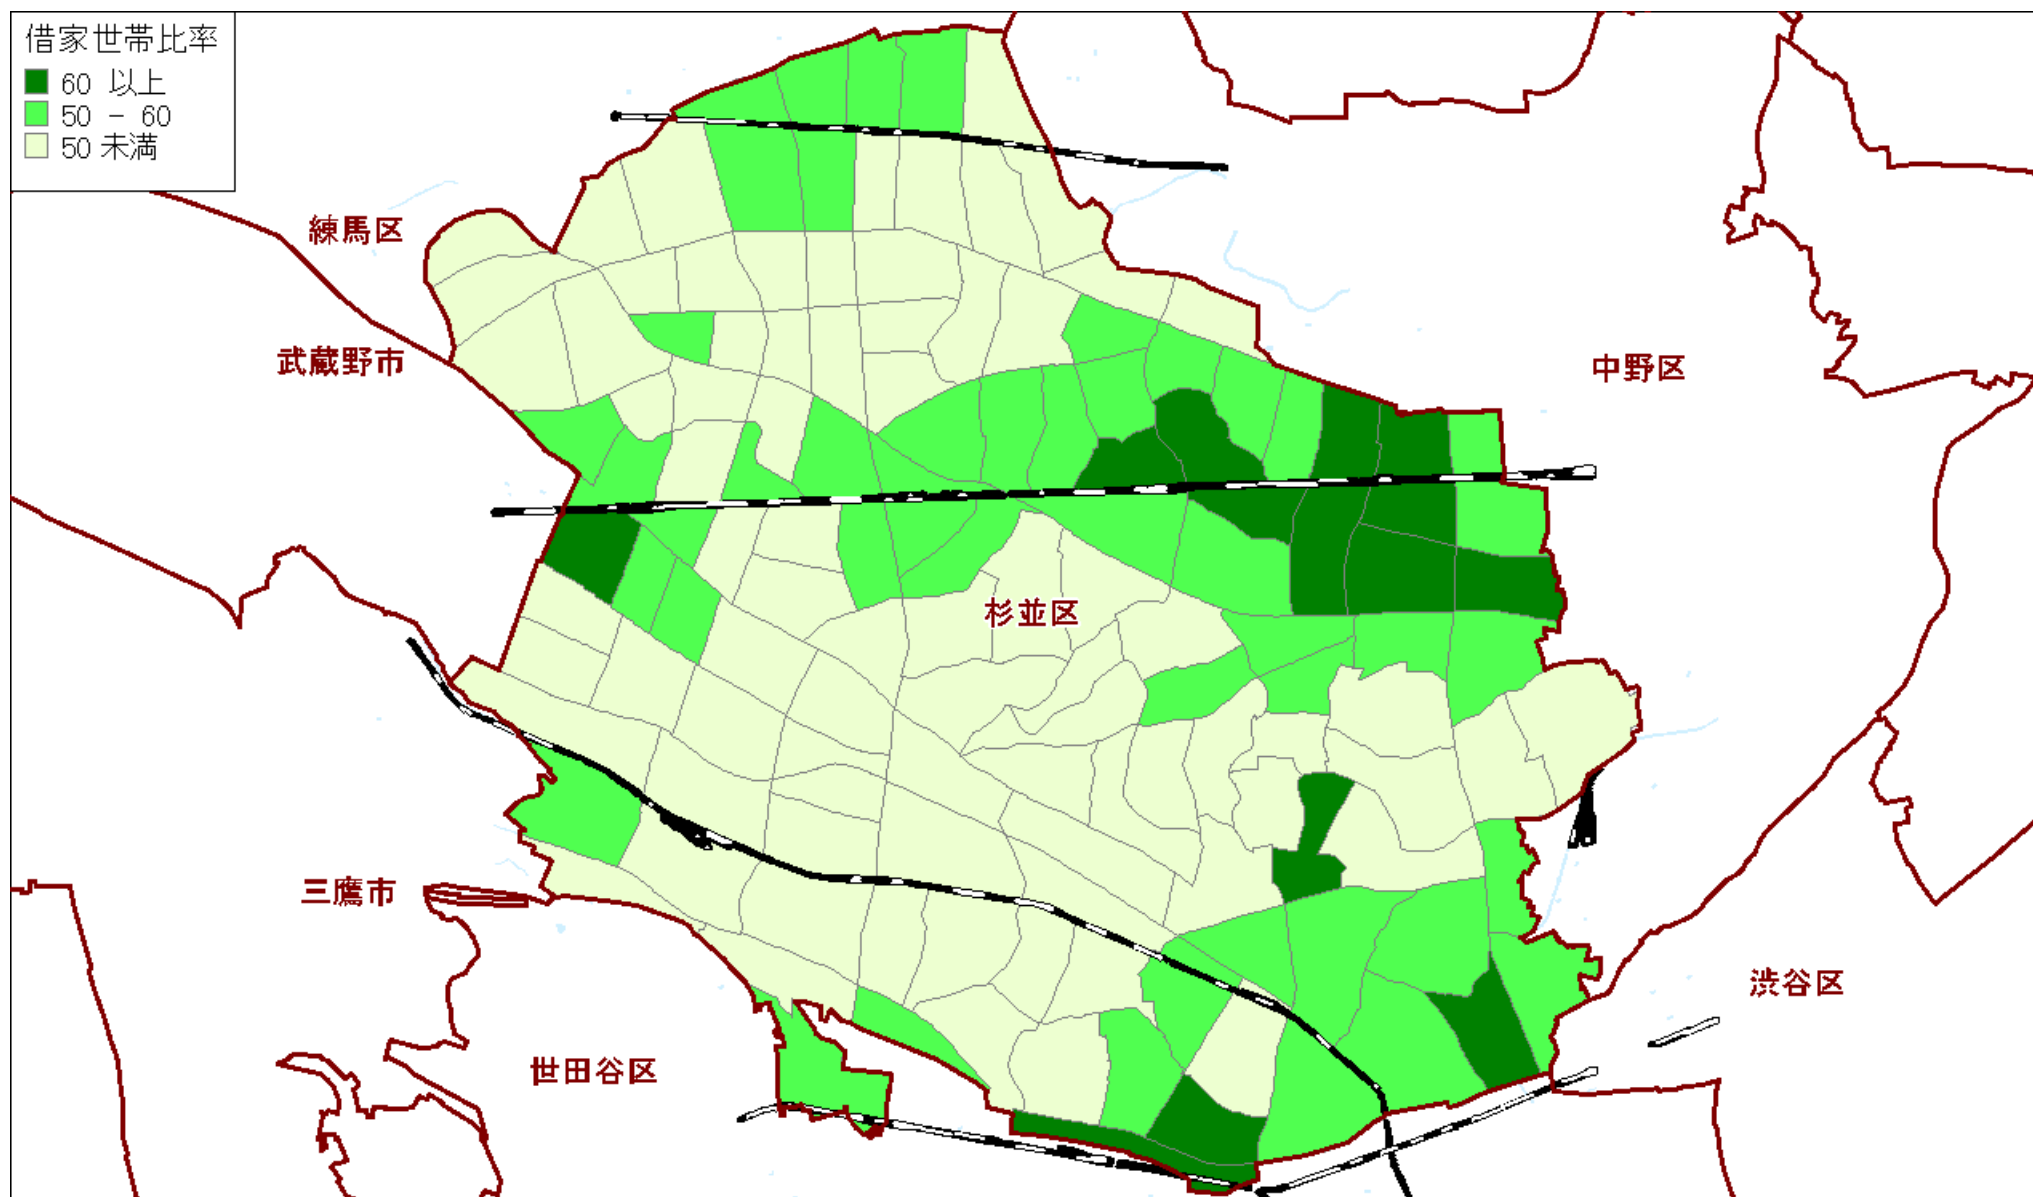 借家世帯比率
60 以上
50 - 60
50 未満
練馬区
武蔵野市
中野区
杉並区
三鷹市
渋谷区
世田谷区